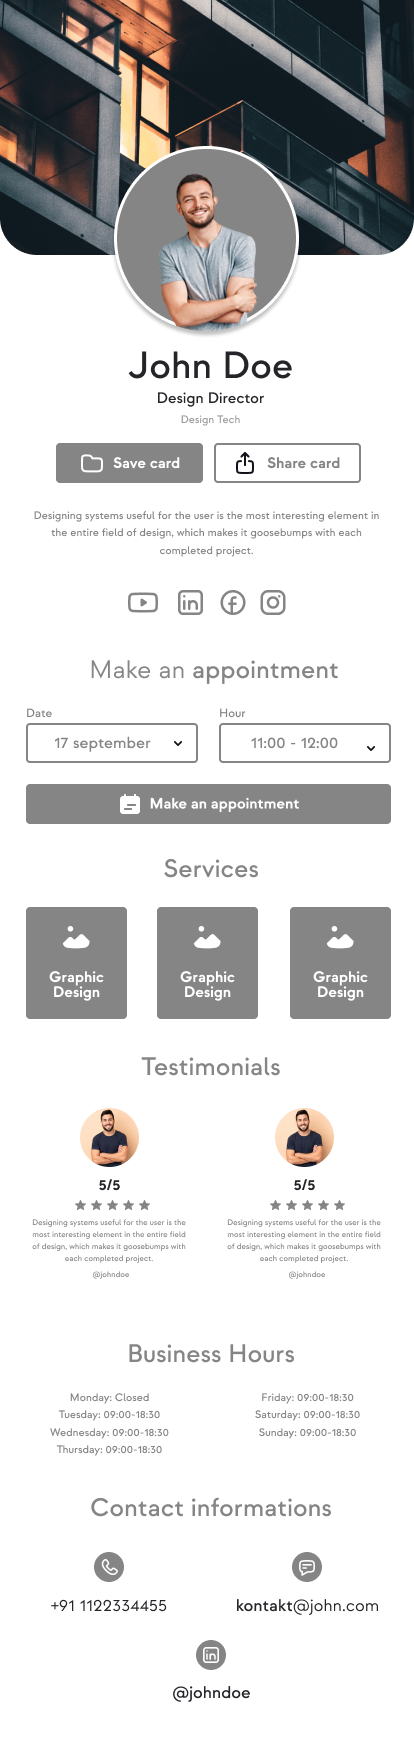 John Doe
Design Director
Design Tech
Save card
Share card
Designing systems useful for the user is the most interesting element in
the entire field of design, which makes it goosebumps with each
completed project.
Make an appointment
Date
Hour
17 september
11:00 - 12:00
Make an appointment
Services
Graphic
Design
Graphic
Design
Graphic
Design
Testimonials
5/5
Designing systems useful for the user is the
most interesting element in the entire field
of design, which makes it goosebumps with
each completed project.
@johndoe
5/5
Designing systems useful for the user is the
most interesting element in the entire field
of design, which makes it goosebumps with
each completed project.
@johndoe
Business Hours
Monday: Closed
Tuesday: 09:00-18:30
Wednesday: 09:00-18:30
Thursday: 09:00-18:30
Friday: 09:00-18:30
Saturday: 09:00-18:30
Sunday: 09:00-18:30
Contact informations
+91 1122334455
kontakt@john.com
@johndoe